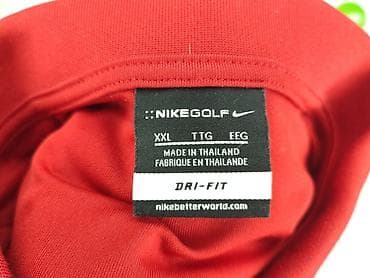 ::NIKEGOLF
XXL TTG EEG
MADE IN THAILAND
FABRIQUE EN THAILANDE
DRI-FIT
nikebetterworld.com